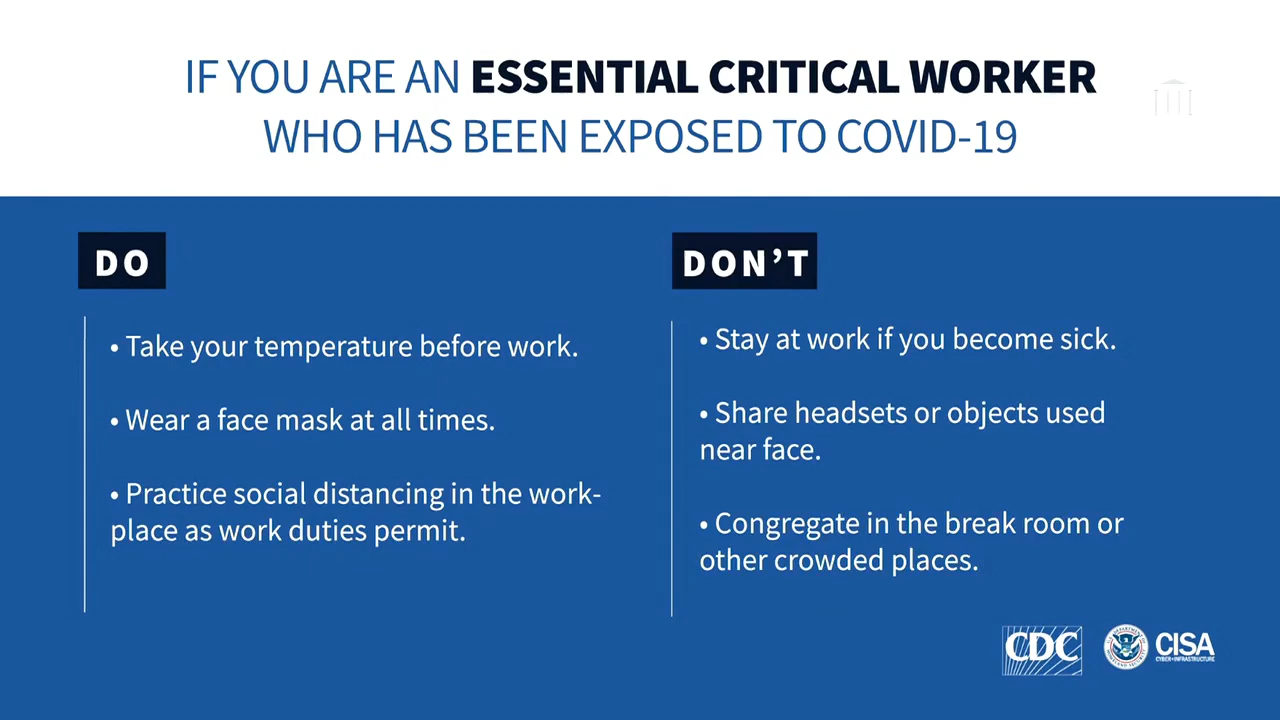 IF YOU ARE AN ESSENTIAL CRITICAL WORKER
WHO HAS BEEN EXPOSED TO COVID-19
DO
• Take your temperature before work.
• Wear a face mask at all times.
• Practice social distancing in the work-
place as work duties permit.
DON’T
• Stay at work if you become sick.
• Share headsets or objects used
near face.
• Congregate in the break room or
other crowded places.
CDC
CISA
CYBER+INFRASTRUCTURE